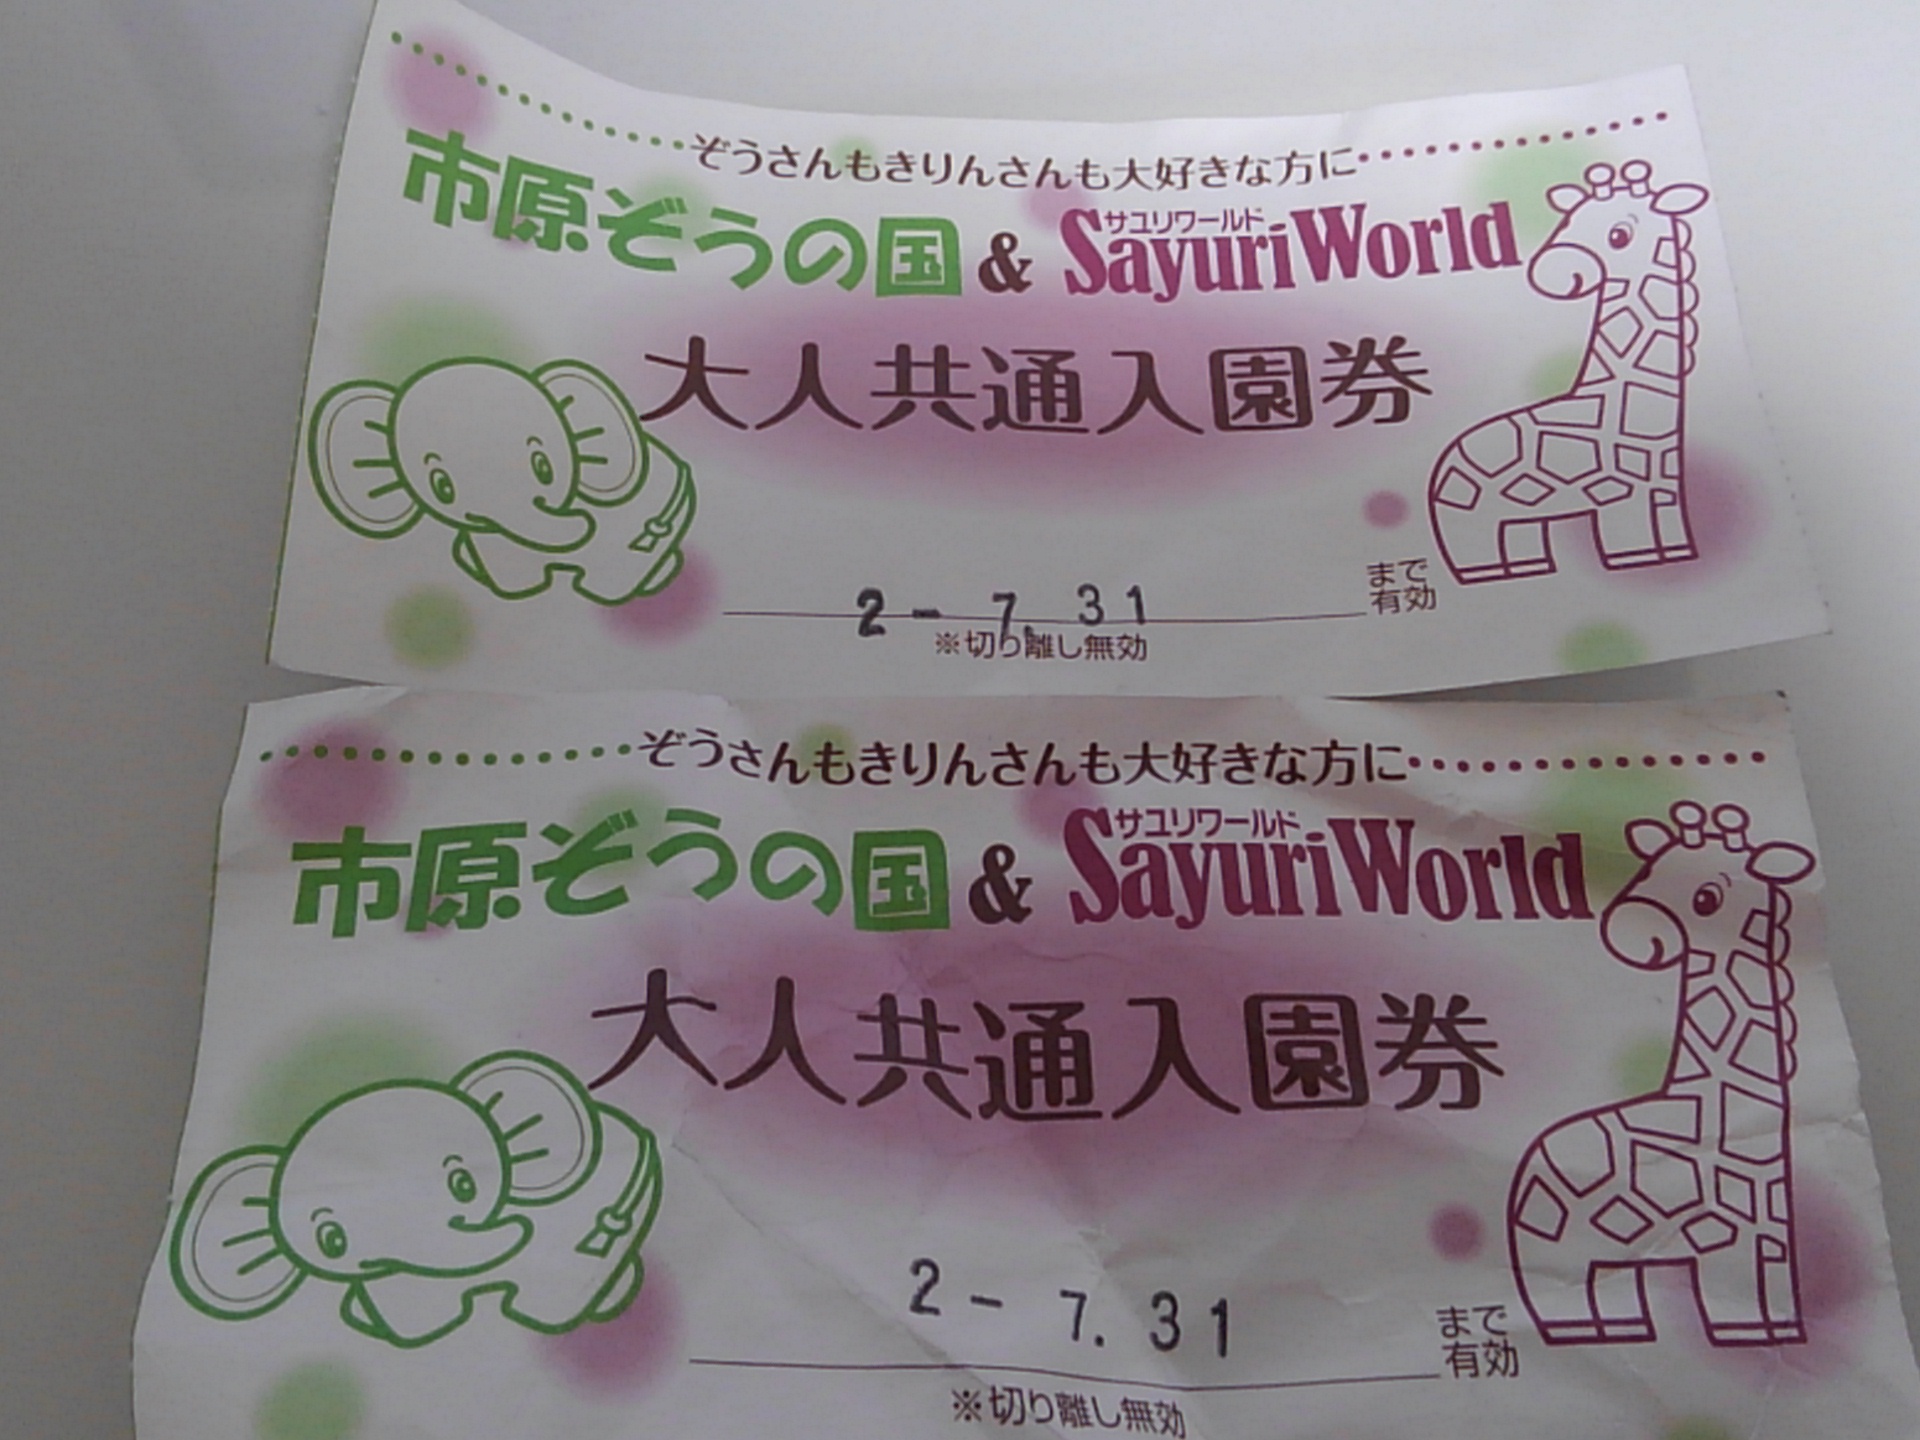 ぞうさんもきりんさんも大好きな方に
サユリワールド
市原ぞうの国 & SayuriWorld
大人共通入園券
2 - 7. 31 まで有効
※切り離し無効
ぞうさんもきりんさんも大好きな方に
サユリワールド
市原ぞうの国 & SayuriWorld
大人共通入園券
2 - 7. 31 まで有効
※切り離し無効